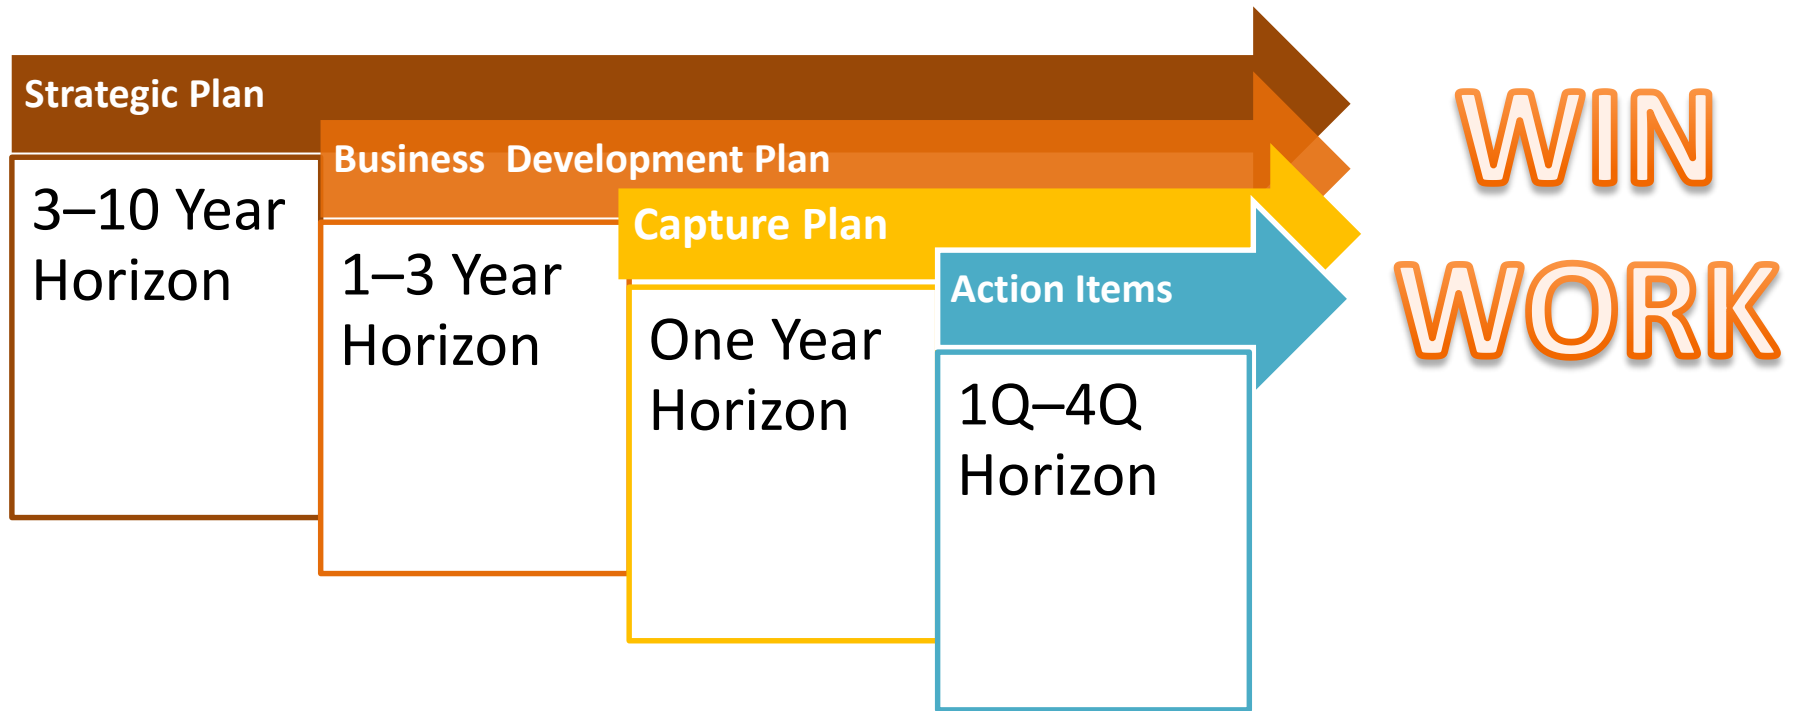 Strategic Plan
3–10 Year
Horizon
Business  Development Plan
1–3 Year
Horizon
Capture Plan
One Year
Horizon
Action Items
1Q–4Q
Horizon
WIN
WORK